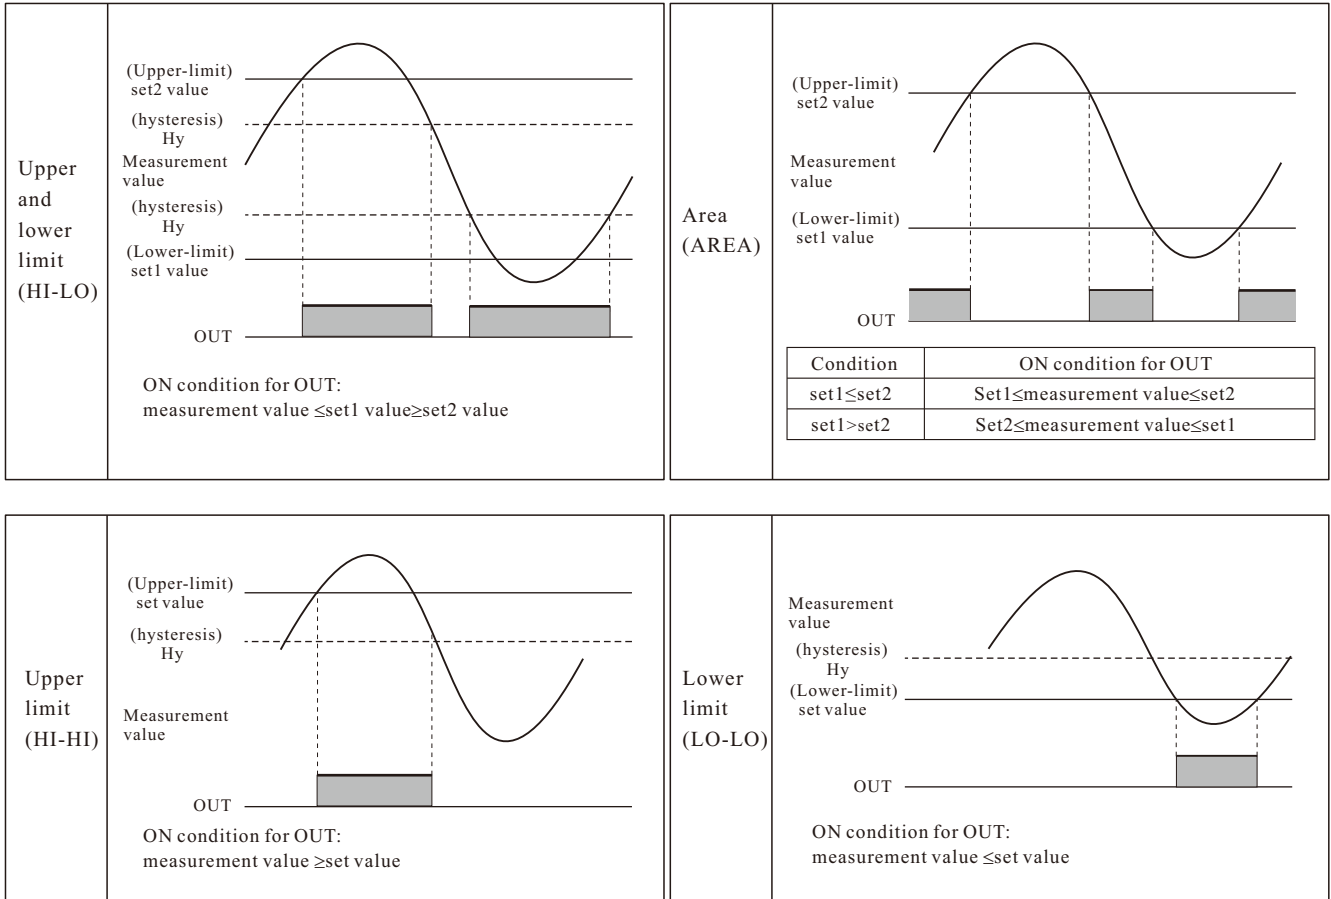 Upper
and
lower
limit
(HI-LO)
(Upper-limit)
set2 value
(hysteresis)
Hy
Measurement
value
(hysteresis)
Hy
(Lower-limit)
set1 value
OUT
ON condition for OUT:
measurement value ≤set1 value≥set2 value
Area
(AREA)
(Upper-limit)
set2 value
Measurement
value
(Lower-limit)
set1 value
OUT
Condition ON condition for OUT
set1≤set2 Set1≤measurement value≤set2
set1>set2 Set2≤measurement value≤set1
Upper
limit
(HI-HI)
(Upper-limit)
set value
(hysteresis)
Hy
Measurement
value
OUT
ON condition for OUT:
measurement value ≥set value
Lower
limit
(LO-LO)
Measurement
value
(hysteresis)
Hy
(Lower-limit)
set value
OUT
ON condition for OUT:
measurement value ≤set value